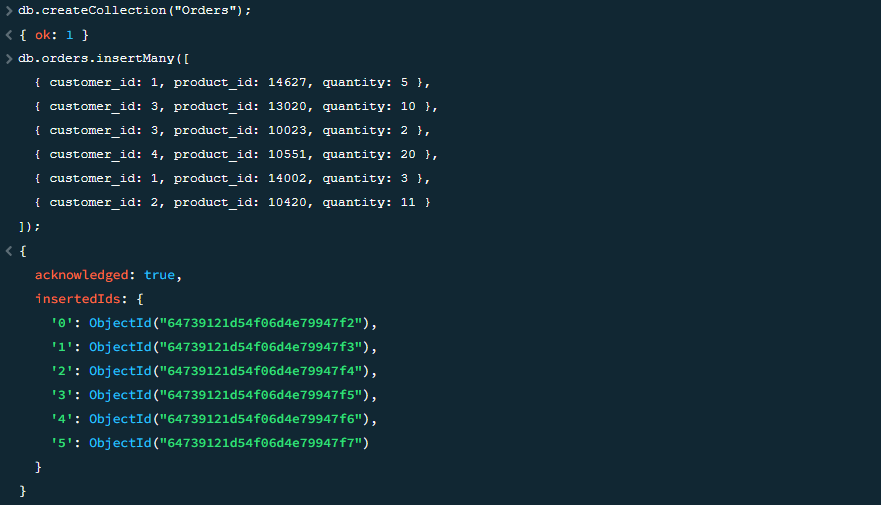 > db.createCollection("Orders");
< { ok: 1 }
> db.orders.insertMany([
{ customer_id: 1, product_id: 14627, quantity: 5 },
{ customer_id: 3, product_id: 13020, quantity: 10 },
{ customer_id: 3, product_id: 10023, quantity: 2 },
{ customer_id: 4, product_id: 10551, quantity: 20 },
{ customer_id: 1, product_id: 14002, quantity: 3 },
{ customer_id: 2, product_id: 10420, quantity: 11 }
]);
< {
acknowledged: true,
insertedIds: {
'0': ObjectId("64739121d54f06d4e79947f2"),
'1': ObjectId("64739121d54f06d4e79947f3"),
'2': ObjectId("64739121d54f06d4e79947f4"),
'3': ObjectId("64739121d54f06d4e79947f5"),
'4': ObjectId("64739121d54f06d4e79947f6"),
'5': ObjectId("64739121d54f06d4e79947f7")
}
}